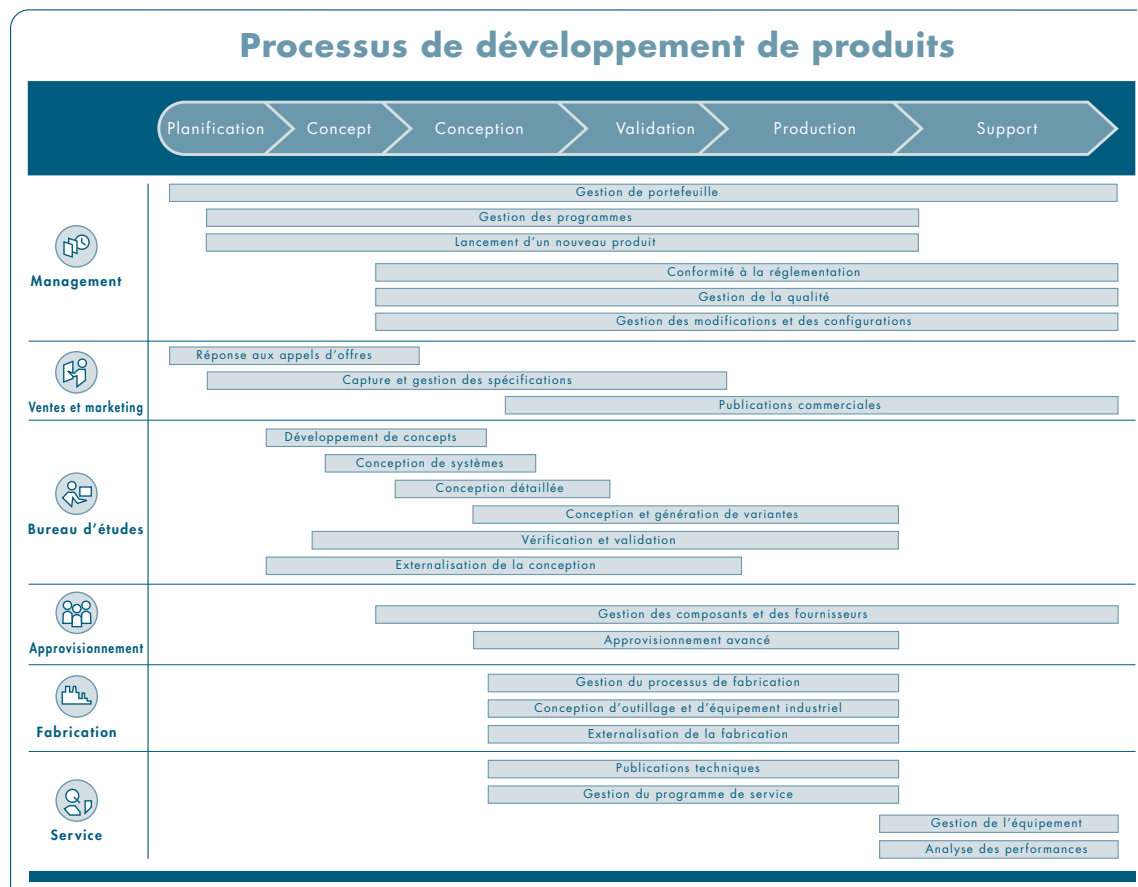 Processus de développement de produits
Planification
Concept
Conception
Validation
Production
Support
Management
Gestion de portefeuille
Gestion des programmes
Lancement d'un nouveau produit
Conformité à la réglementation
Gestion de la qualité
Gestion des modifications et des configurations
Ventes et marketing
Réponse aux appels d'offres
Capture et gestion des spécifications
Publications commerciales
Bureau d'études
Développement de concepts
Conception de systèmes
Conception détaillée
Conception et génération de variantes
Vérification et validation
Externalisation de la conception
Approvisionnement
Gestion des composants et des fournisseurs
Approvisionnement avancé
Fabrication
Gestion du processus de fabrication
Conception d'outillage et d'équipement industriel
Externalisation de la fabrication
Service
Publications techniques
Gestion du programme de service
Gestion de l'équipement
Analyse des performances